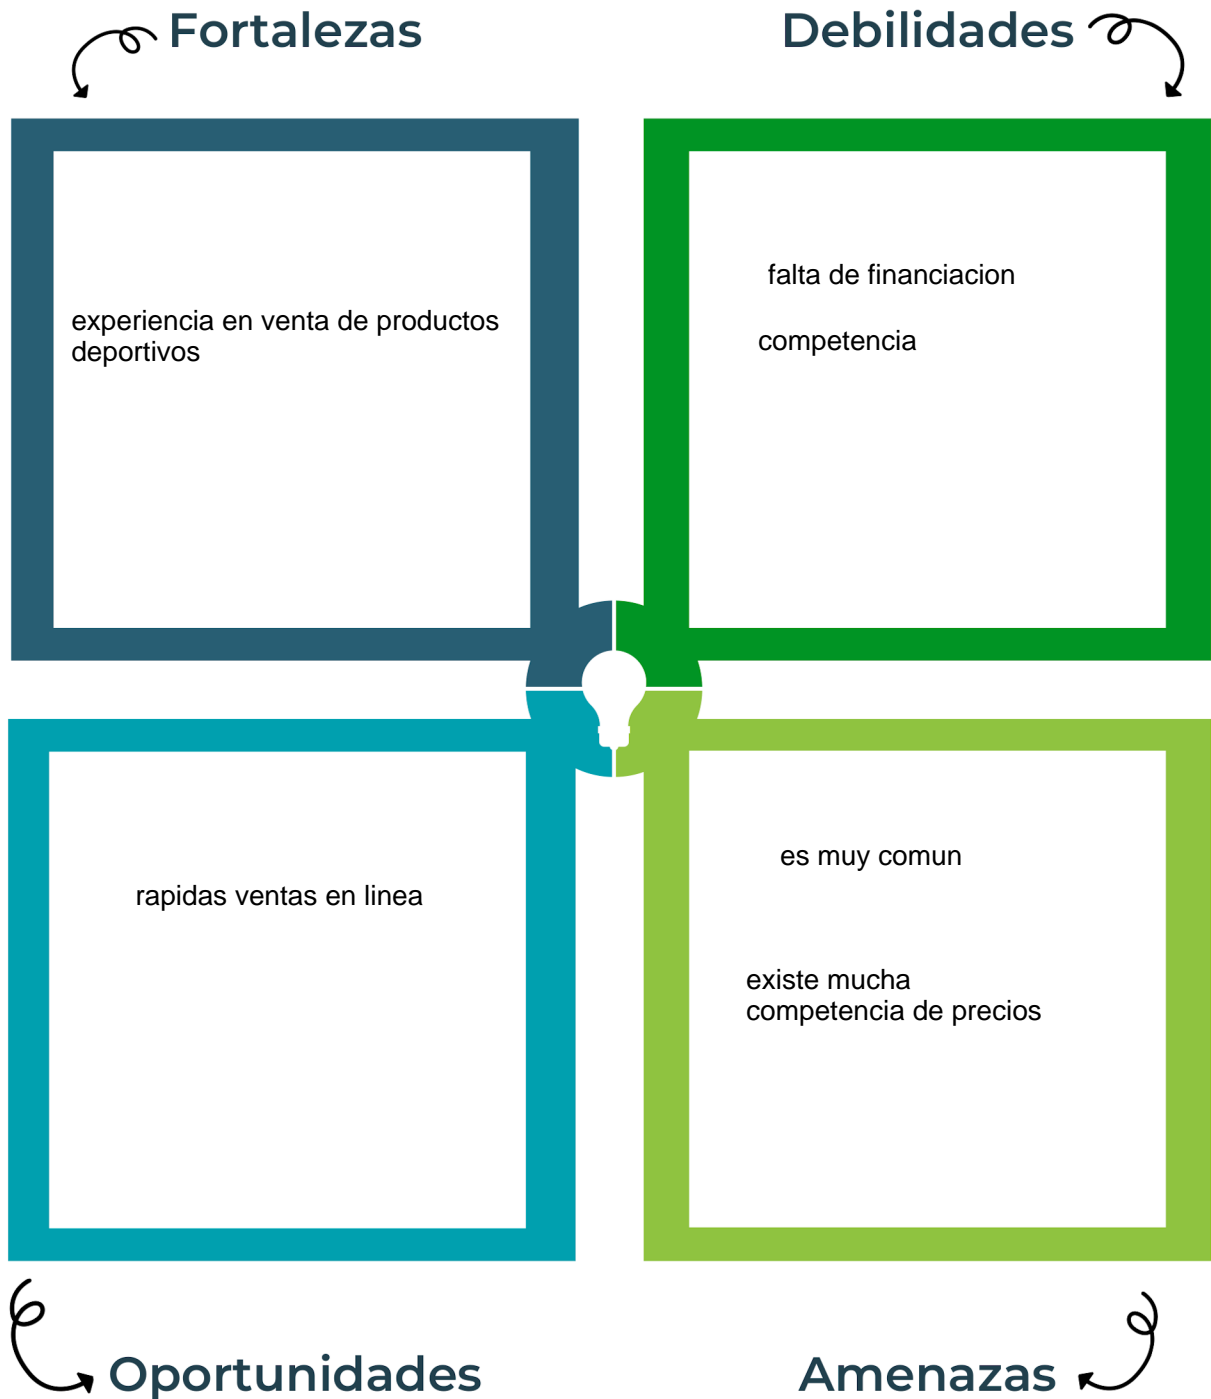 Fortalezas
experiencia en venta de productos
deportivos
Debilidades
falta de financiacion
competencia
rapidas ventas en linea
Oportunidades
es muy comun
existe mucha
competencia de precios
Amenazas